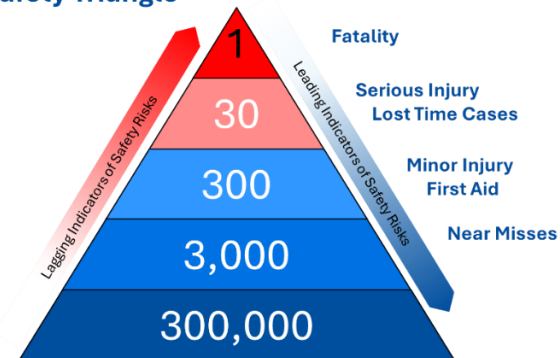 afety Triangle
1
Fatality
30
Serious Injury
Lost Time Cases
300
Minor Injury
First Aid
3,000
Near Misses
300,000
Lagging Indicators of Safety Risks
Leading Indicators of Safety Risks